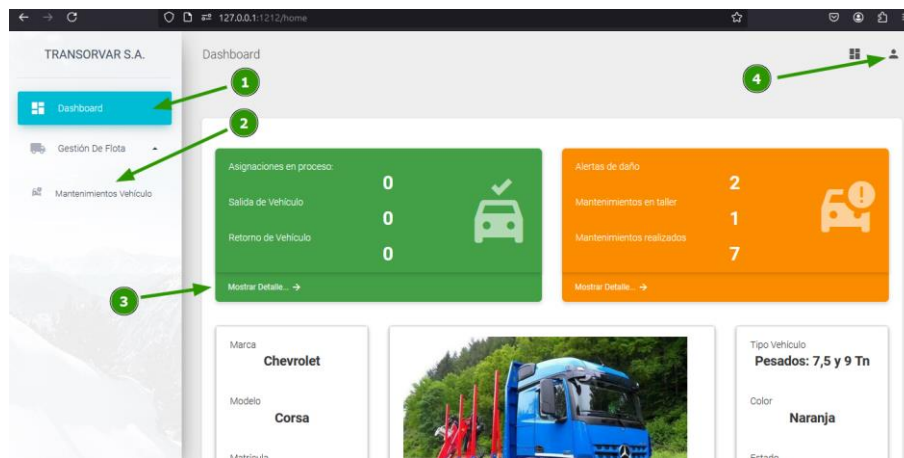 127.0.0.1:1212/home
TRANSORVAR S.A.
Dashboard
1
4
Dashboard
2
Gestión De Flota
Mantenimientos Vehículo
Asignaciones en proceso:
0
Salida de Vehículo
0
Retorno de Vehículo
0
Mostrar Detalle...
Alertas de daño
2
Mantenimientos en taller
1
Mantenimientos realizados
7
Mostrar Detalle...
3
Marca
Chevrolet
Modelo
Corsa
Matrícula
Tipo Vehículo
Pesados: 7,5 y 9 Tn
Color
Naranja
Estado